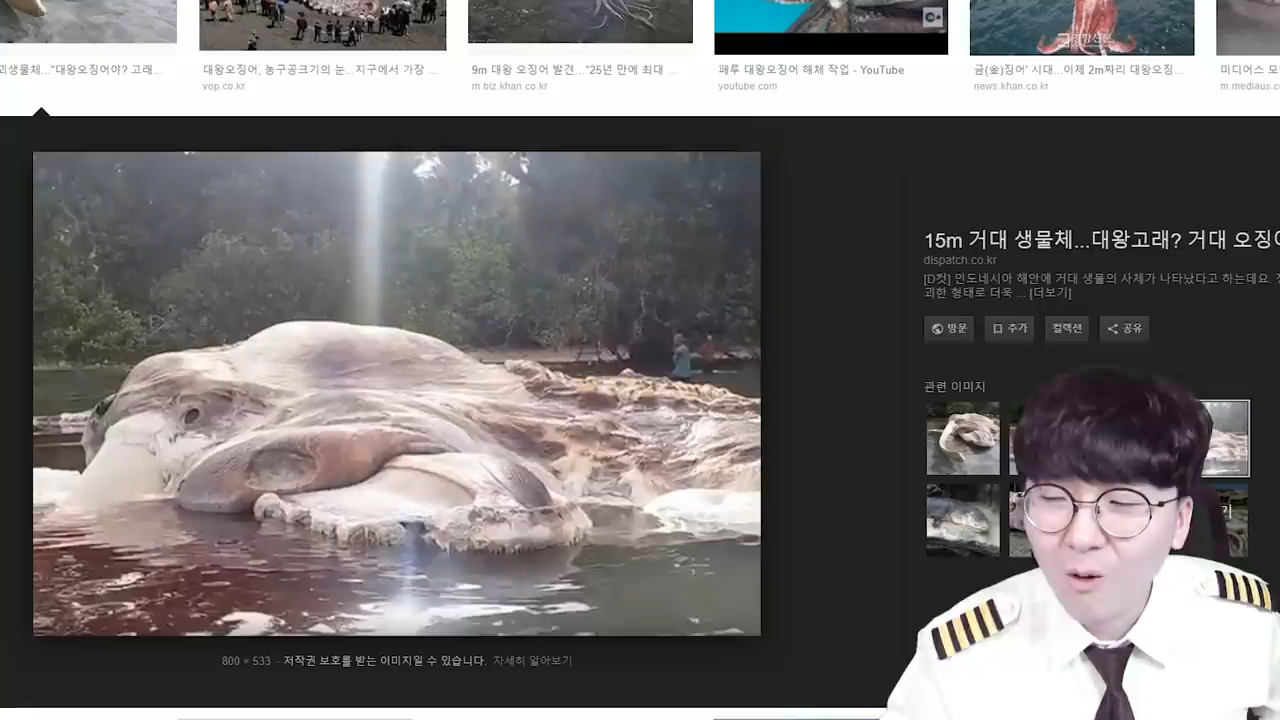 괴생물체..."대왕오징어야? 고래...
대왕오징어, 농구공크기의 눈...지구에서 가장 ...
vop.co.kr
9m 대왕 오징어 발견..."25년 만에 최대 ...
m.biz.khan.co.kr
페루 대왕오징어 해체 작업 - YouTube
youtube.com
경향신문
금(金)징어' 시대...이제 2m짜리 대왕오징...
news.khan.co.kr
미디어스 모
m.mediaus.c
15m 거대 생물체...대왕고래? 거대 오징어
dispatch.co.kr
[D컷] 인도네시아 해안에 거대 생물의 사체가 나타났다고 하는데요.
괴한 형태로 더욱 ... [더보기]
방문
추가
컬렉션
공유
관련 이미지
800 × 533 - 저작권 보호를 받는 이미지일 수 있습니다. 자세히 알아보기